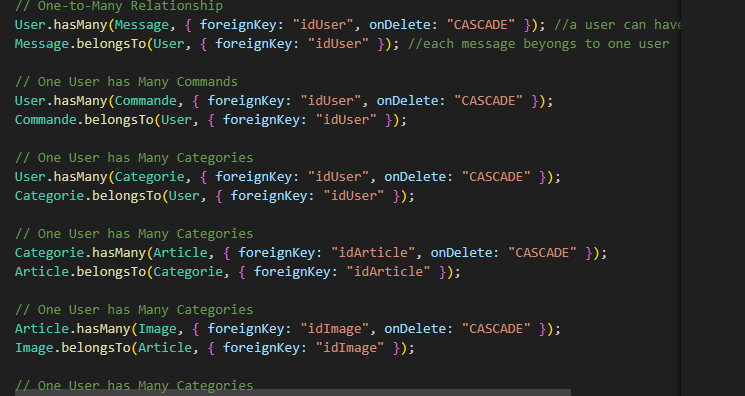 // One-to-Many Relationship
User.hasMany(Message, { foreignKey: "idUser", onDelete: "CASCADE" }); //a user can have
Message.belongsTo(User, { foreignKey: "idUser" }); //each message beyongs to one user
// One User has Many Commands
User.hasMany(Commande, { foreignKey: "idUser", onDelete: "CASCADE" });
Commande.belongsTo(User, { foreignKey: "idUser" });
// One User has Many Categories
User.hasMany(Categorie, { foreignKey: "idUser", onDelete: "CASCADE" });
Categorie.belongsTo(User, { foreignKey: "idUser" });
// One User has Many Categories
Categorie.hasMany(Article, { foreignKey: "idArticle", onDelete: "CASCADE" });
Article.belongsTo(Categorie, { foreignKey: "idArticle" });
// One User has Many Categories
Article.hasMany(Image, { foreignKey: "idImage", onDelete: "CASCADE" });
Image.belongsTo(Article, { foreignKey: "idImage" });
// One User has Many Categories